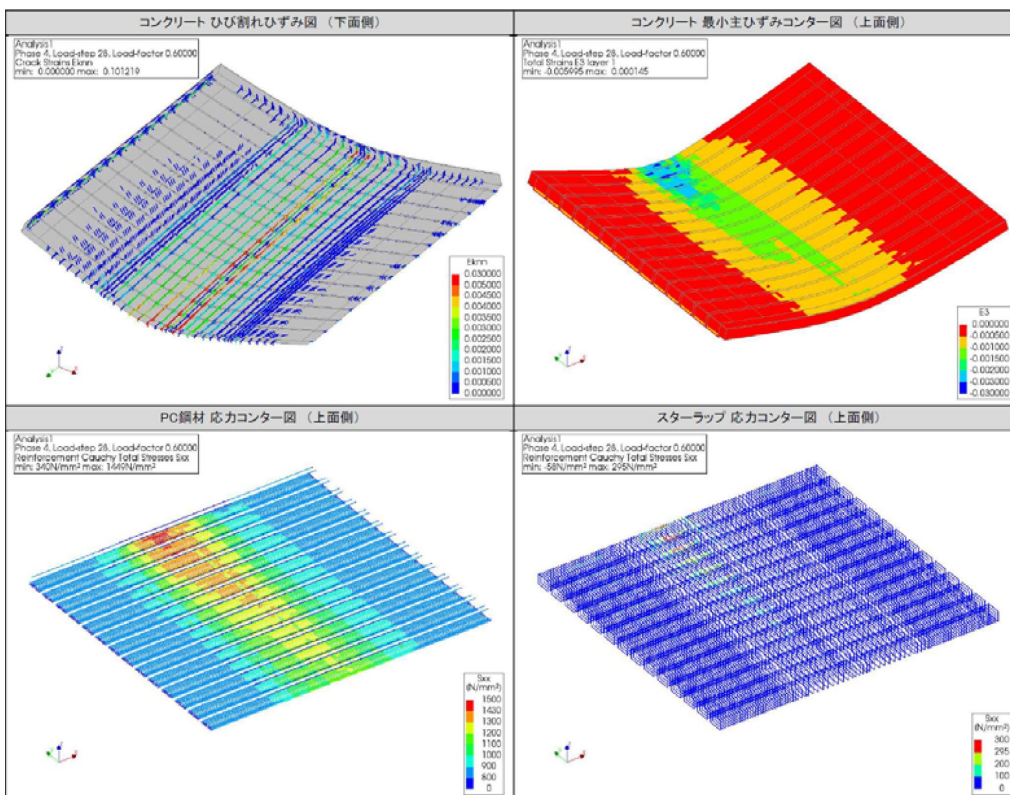 コンクリート ひび割れひずみ図 （下面側）
コンクリート 最小主ひずみコンター図 （上面側）
Analysis1
Phase 4, Load-step 28, Load-factor 0.60000
Crack Strains Eknn
min: 0.000000 max: 0.101219
Eknn
0.030000
0.005000
0.004500
0.003500
0.003000
0.002500
0.002000
0.001500
0.001000
0.000500
0.000000
Analysis1
Phase 4, Load-step 28, Load-factor 0.60000
Total Strains E3 layer 1
min: -0.005995 max: 0.000145
E3
0.000000
-0.000500
-0.001000
-0.001500
-0.002000
-0.003000
-0.030000
PC鋼材 応力コンター図 （上面側）
スターラップ 応力コンター図 （上面側）
Analysis1
Phase 4, Load-step 28, Load-factor 0.60000
Reinforcement Cauchy Total Stresses Sxx
min: 340N/mm² max: 1449N/mm²
Sxx
(N/mm²)
1500
1430
1300
1200
1100
1000
900
800
0
Analysis1
Phase 4, Load-step 28, Load-factor 0.60000
Reinforcement Cauchy Total Stresses Sxx
min: -58N/mm² max: 295N/mm²
Sxx
(N/mm²)
300
295
200
100
0